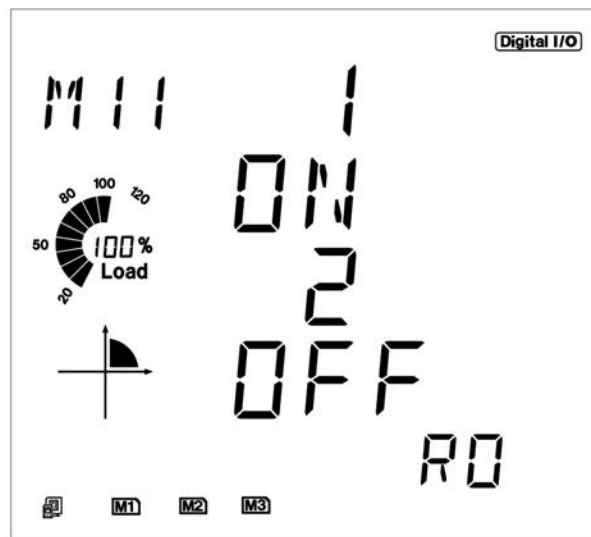 Digital I/O
M11 1
ON
80 100 120
50 100%
Load
20
2
OFF
RO
M1 M2 M3